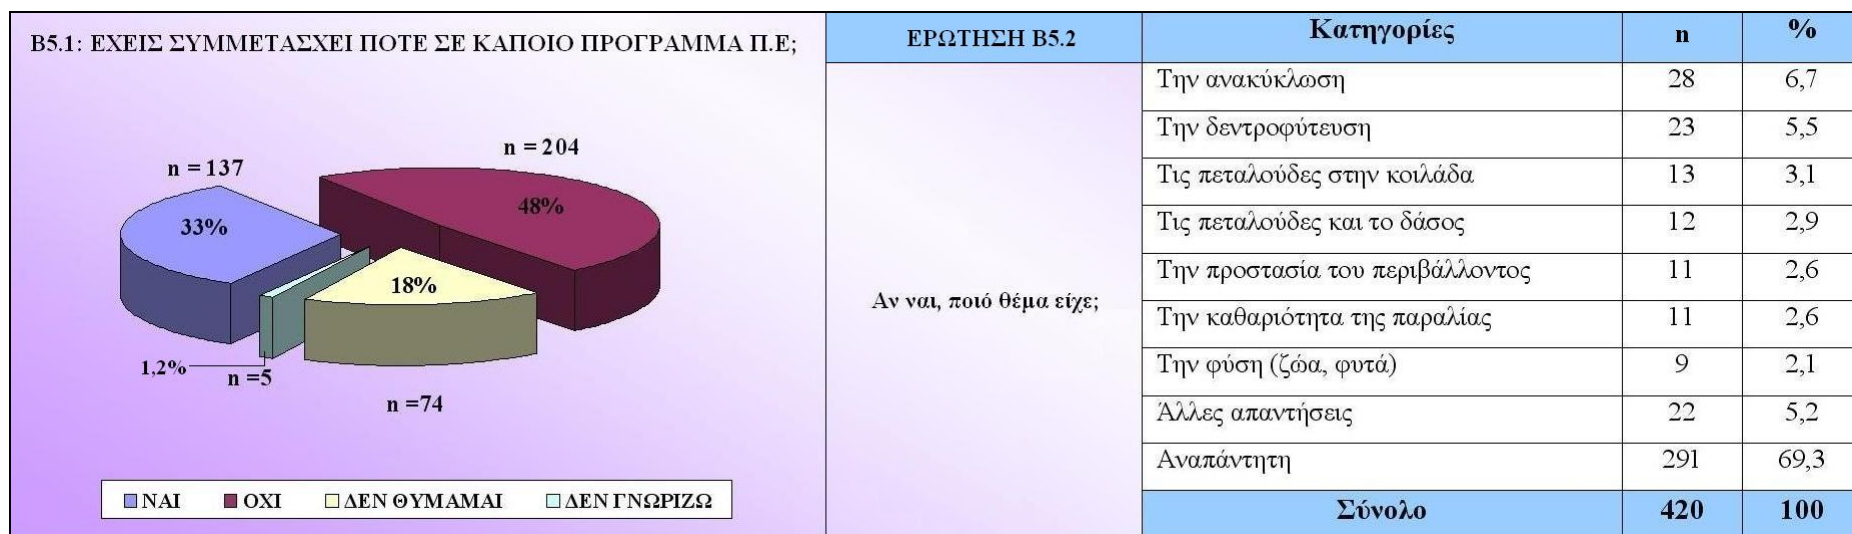 Β5.1: ΕΧΕΙΣ ΣΥΜΜΕΤΑΣΧΕΙ ΠΟΤΕ ΣΕ ΚΑΠΟΙΟ ΠΡΟΓΡΑΜΜΑ Π.Ε;
n = 204
n = 137
48%
33%
18%
1,2%
n =5
n =74
ΝΑΙ ΟΧΙ ΔΕΝ ΘΥΜΑΜΑΙ ΔΕΝ ΓΝΩΡΙΖΩ
ΕΡΩΤΗΣΗ Β5.2 Κατηγορίες n %
Αν ναι, ποιό θέμα είχε;
Την ανακύκλωση 28 6,7
Την δεντροφύτευση 23 5,5
Τις πεταλούδες στην κοιλάδα 13 3,1
Τις πεταλούδες και το δάσος 12 2,9
Την προστασία του περιβάλλοντος 11 2,6
Την καθαριότητα της παραλίας 11 2,6
Την φύση (ζώα, φυτά) 9 2,1
Άλλες απαντήσεις 22 5,2
Αναπάντητη 291 69,3
Σύνολο 420 100